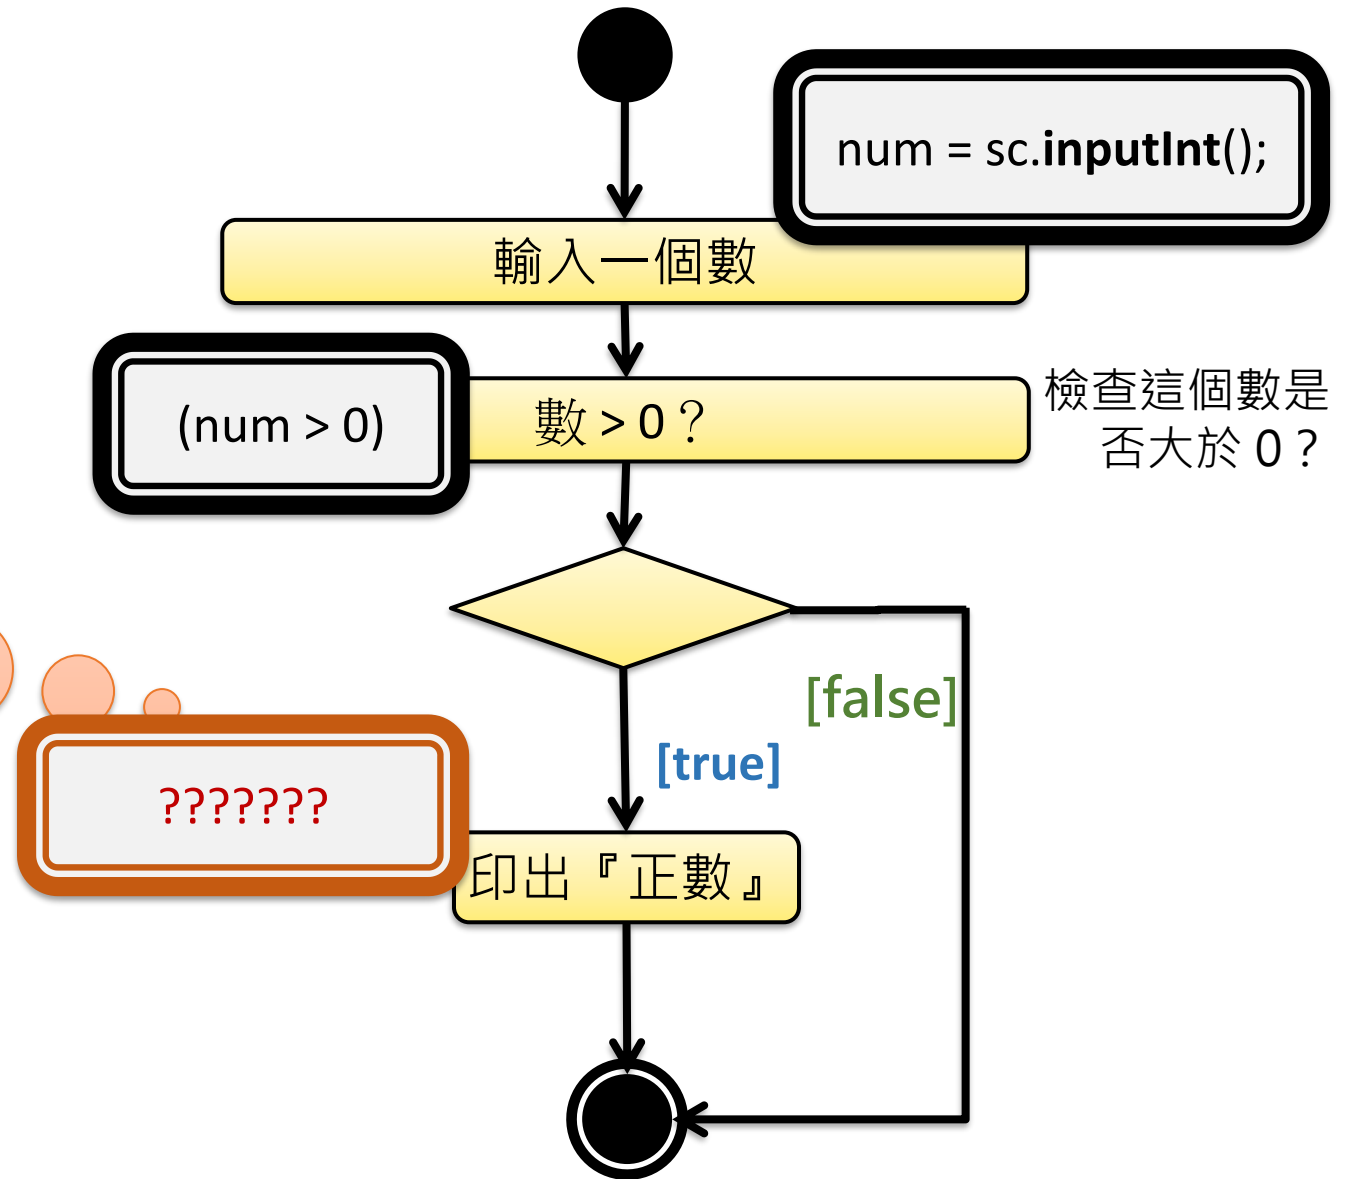 num = sc.inputInt();
輸入一個數
(num > 0)
數 > 0？
檢查這個數是
否大於 0？
[false]
[true]
???????
印出『正數』